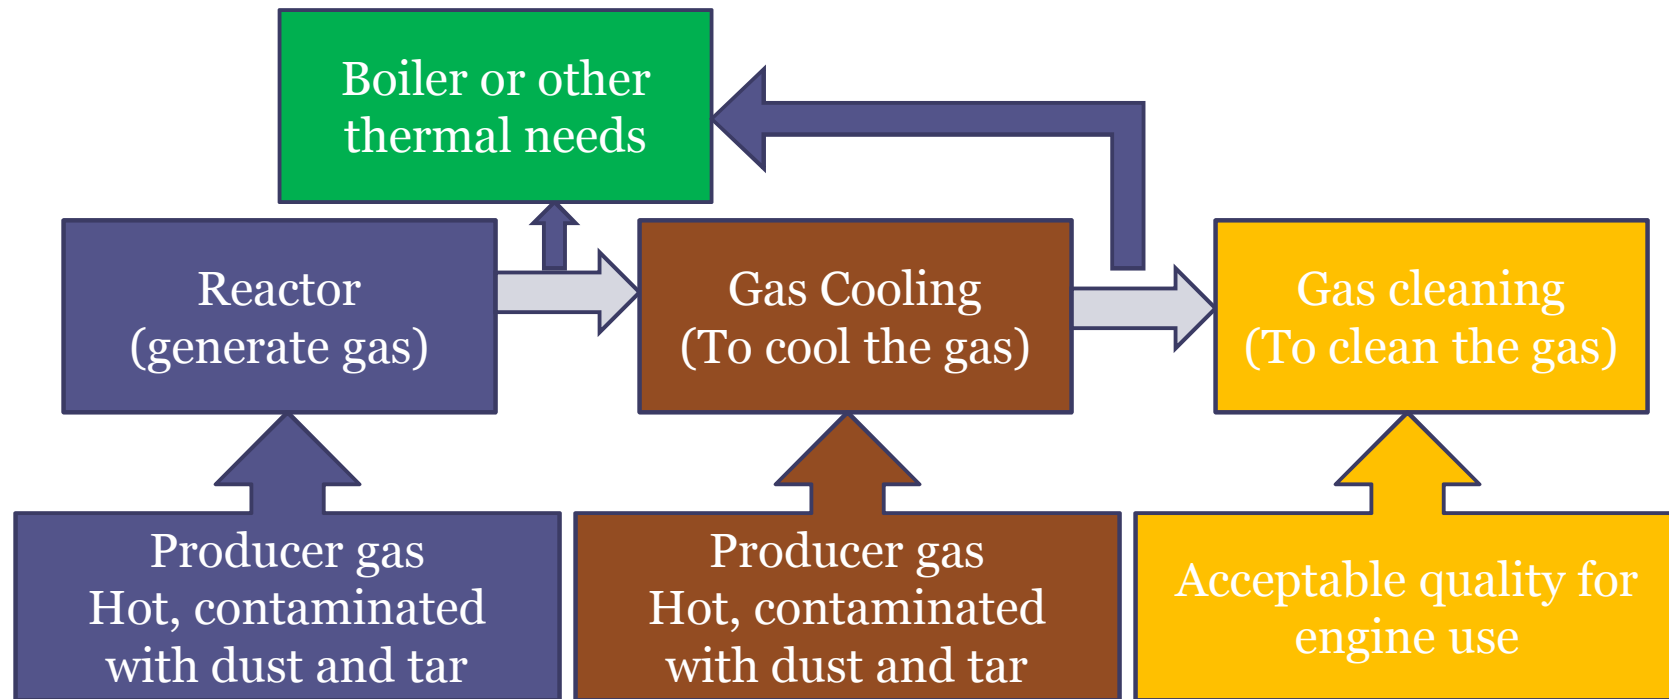 Boiler or other
thermal needs
Reactor
(generate gas)
Gas Cooling
(To cool the gas)
Gas cleaning
(To clean the gas)
Producer gas
Hot, contaminated
with dust and tar
Producer gas
Hot, contaminated
with dust and tar
Acceptable quality for
engine use